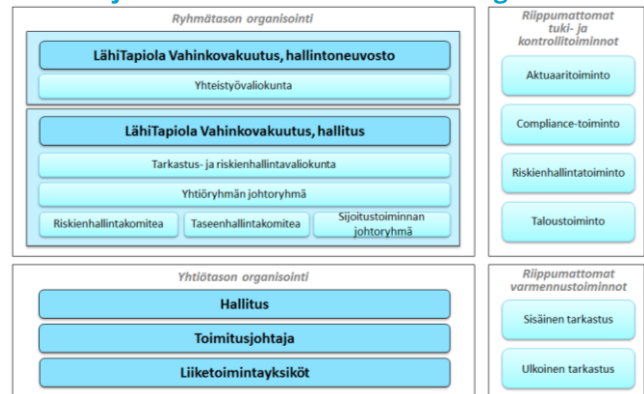 Ryhmätason organisointi
LähiTapiola Vahinkovakuutus, hallintoneuvosto
Yhteistyövaliokunta
LähiTapiola Vahinkovakuutus, hallitus
Tarkastus- ja riskienhallintavaliokunta
Yhtiöryhmän johtoryhmä
Riskienhallintakomitea
Taseenhallintakomitea
Sijoitustoiminnan
johtoryhmä
Riippumattomat
tuki- ja
kontrollitoiminnot
Aktuaaritoiminto
Compliance-toiminto
Riskienhallintatoiminto
Taloustoiminto
Yhtiötason organisointi
Hallitus
Toimitusjohtaja
Liiketoimintayksiköt
Riippumattomat
varmennustoiminnot
Sisäinen tarkastus
Ulkoinen tarkastus